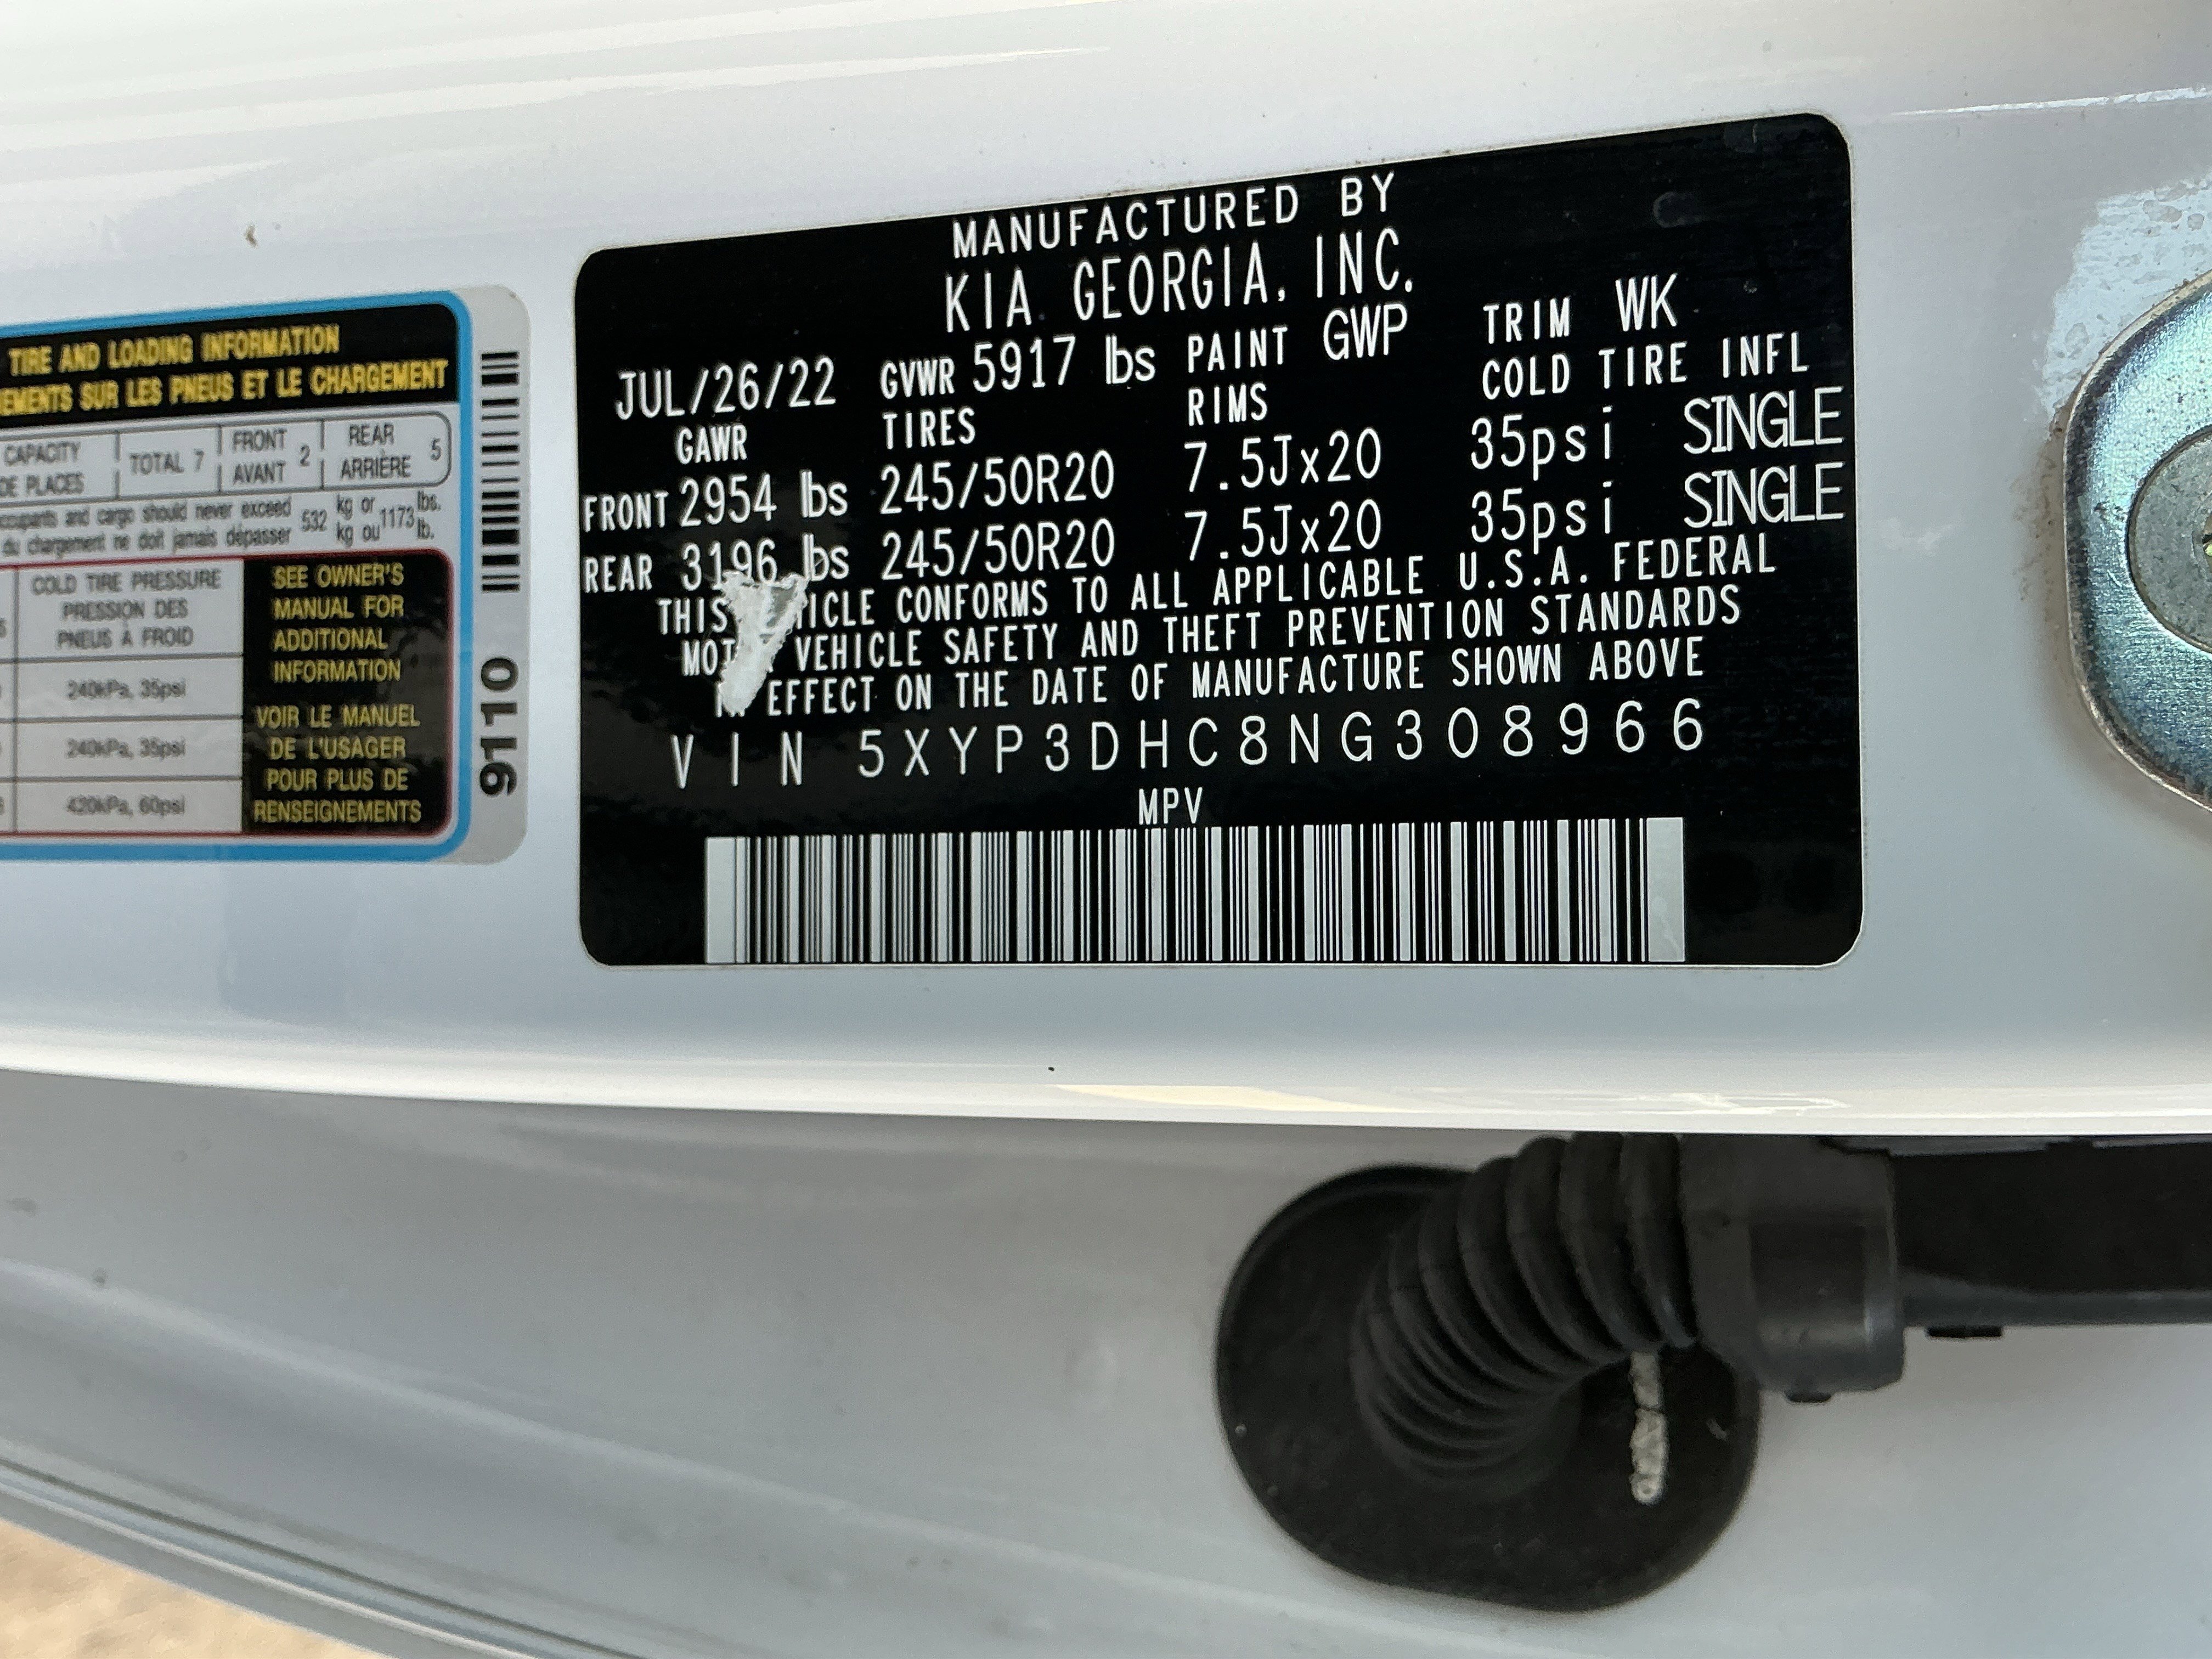 TIRE AND LOADING INFORMATION
SUR LES PNEUS ET LE CHARGEMENT
CAPACITY
DE PLACES
TOTAL 7
FRONT
AVANT
2
REAR
ARRIÈRE
5
and cargo should never exceed
du chargement ne doit jamais dépasser
532
kg or
kg ou
1173
lbs.
lb.
COLD TIRE PRESSURE
PRESSION DES
PNEUS À FROID
240kPa, 35psi
240kPa, 35psi
420kPa, 60psi
SEE OWNER'S
MANUAL FOR
ADDITIONAL
INFORMATION
VOIR LE MANUEL
DE L'USAGER
POUR PLUS DE
RENSEIGNEMENTS
9110
MANUFACTURED BY
KIA GEORGIA, INC.
JUL/26/22 GVWR 5917 lbs PAINT GWP TRIM WK
GAWR TIRES RIMS COLD TIRE INFL
FRONT 2954 lbs 245/50R20 7.5Jx20 35psi SINGLE
REAR 3196 lbs 245/50R20 7.5Jx20 35psi SINGLE
THIS CONFORMS TO ALL APPLICABLE U.S.A. FEDERAL
VEHICLE SAFETY AND THEFT PREVENTION STANDARDS
EFFECT ON THE DATE OF MANUFACTURE SHOWN ABOVE
VIN 5XYP3DHC8NG308966
MPV